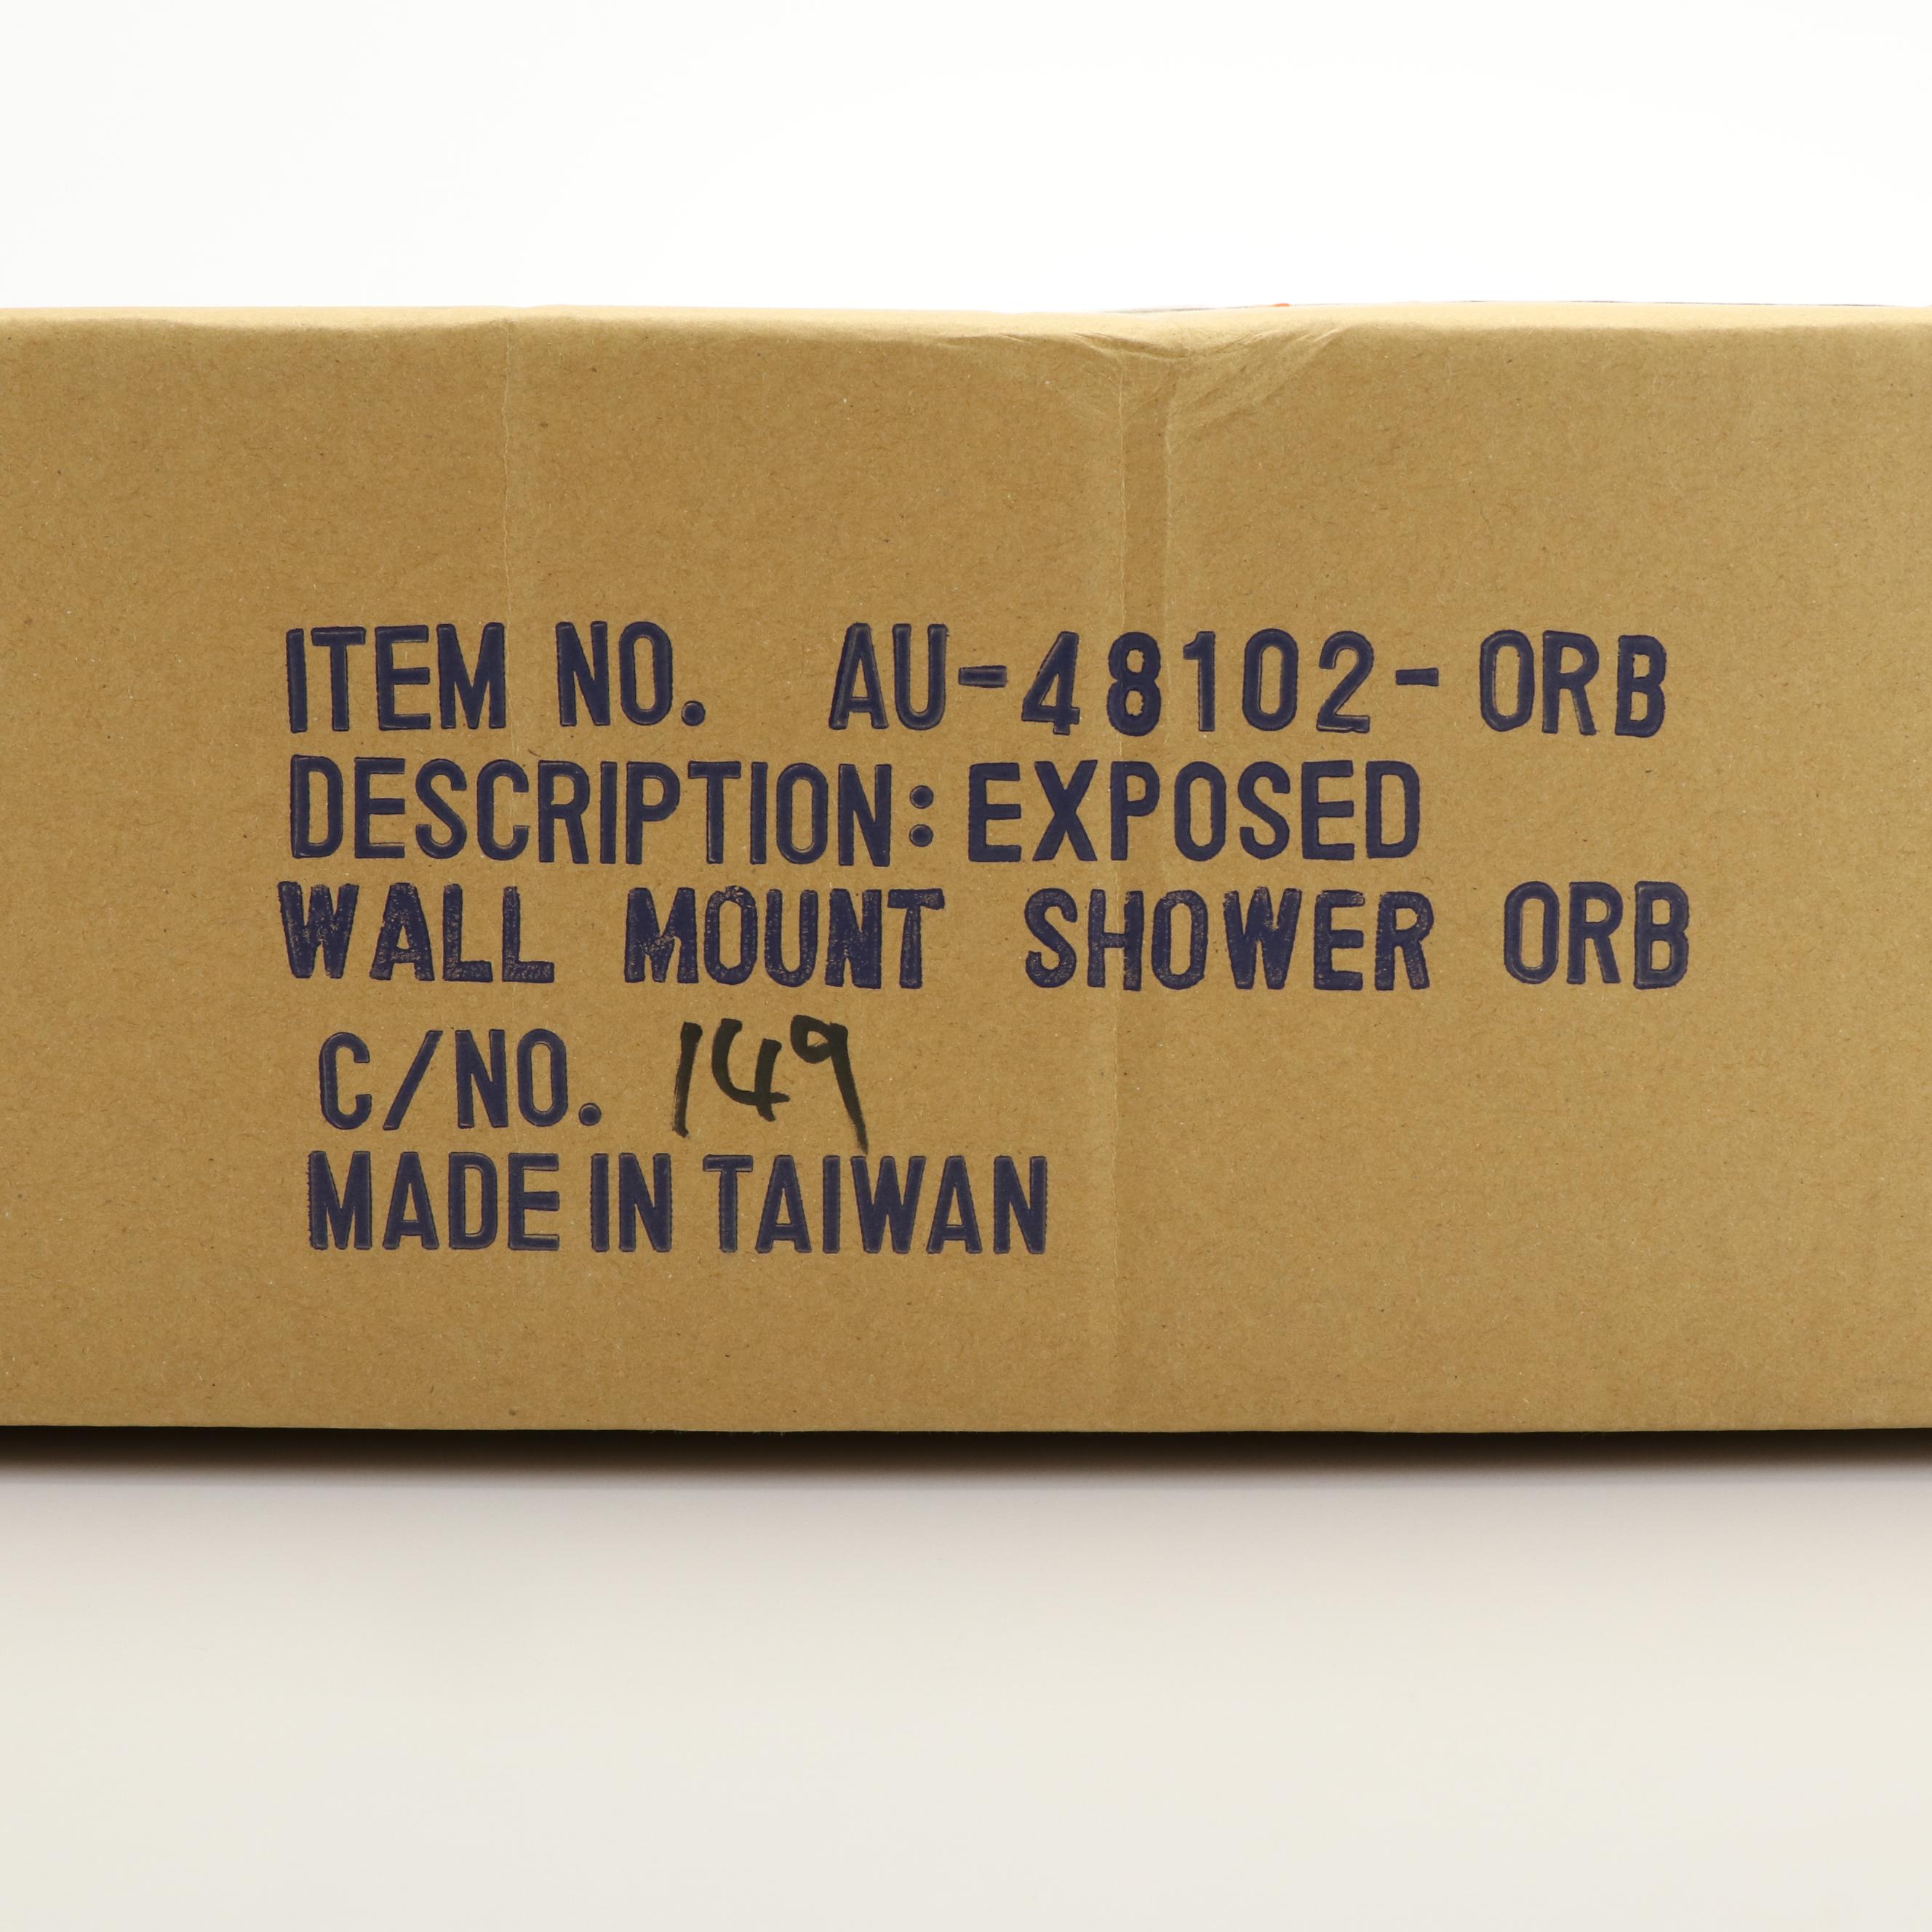 ITEM NO. AU-48102-ORB
DESCRIPTION: EXPOSED
WALL MOUNT SHOWER ORB
C/NO. 149
MADE IN TAIWAN